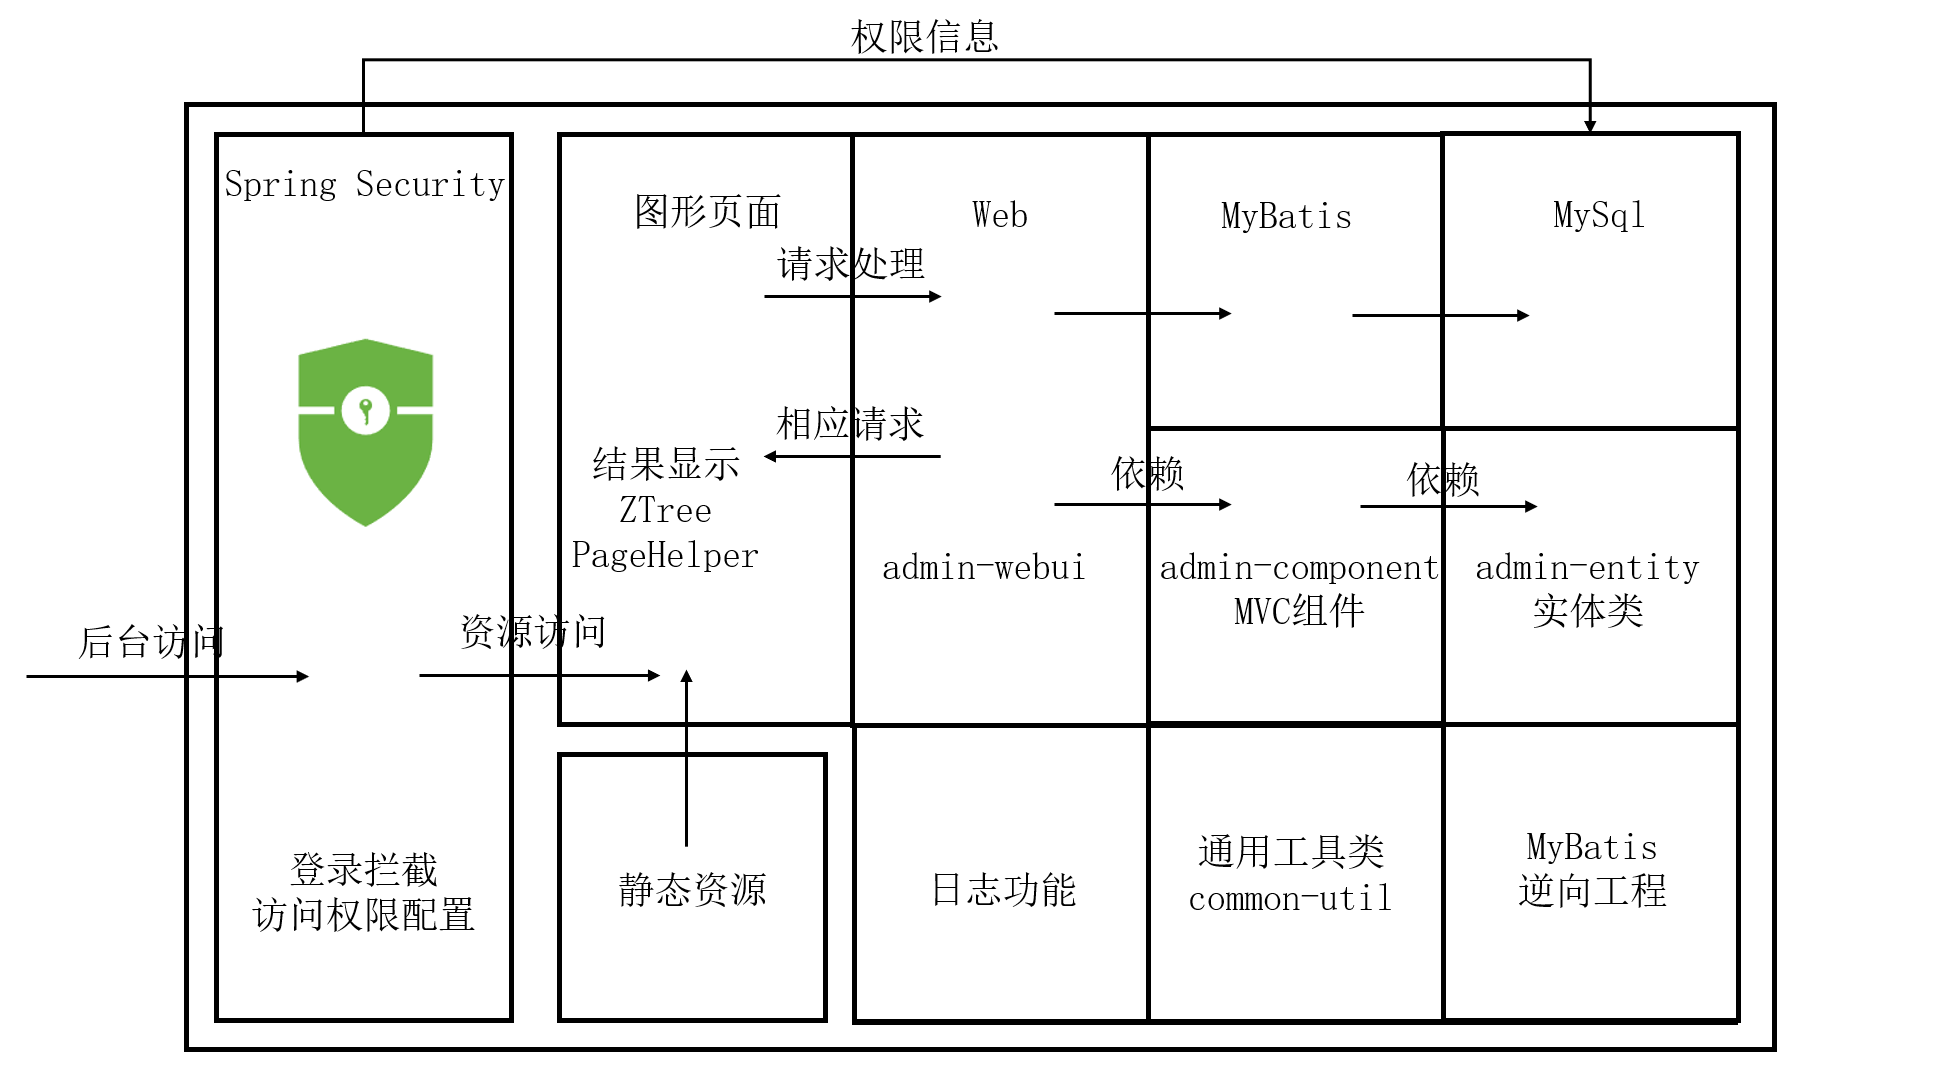 权限信息
Spring Security
图形页面
Web
MyBatis
MySql
请求处理
相应请求
结果显示
ZTree
PageHelper
依赖
依赖
admin-webui
admin-component
MVC组件
admin-entity
实体类
后台访问
资源访问
登录拦截
访问权限配置
静态资源
日志功能
通用工具类
common-util
MyBatis
逆向工程